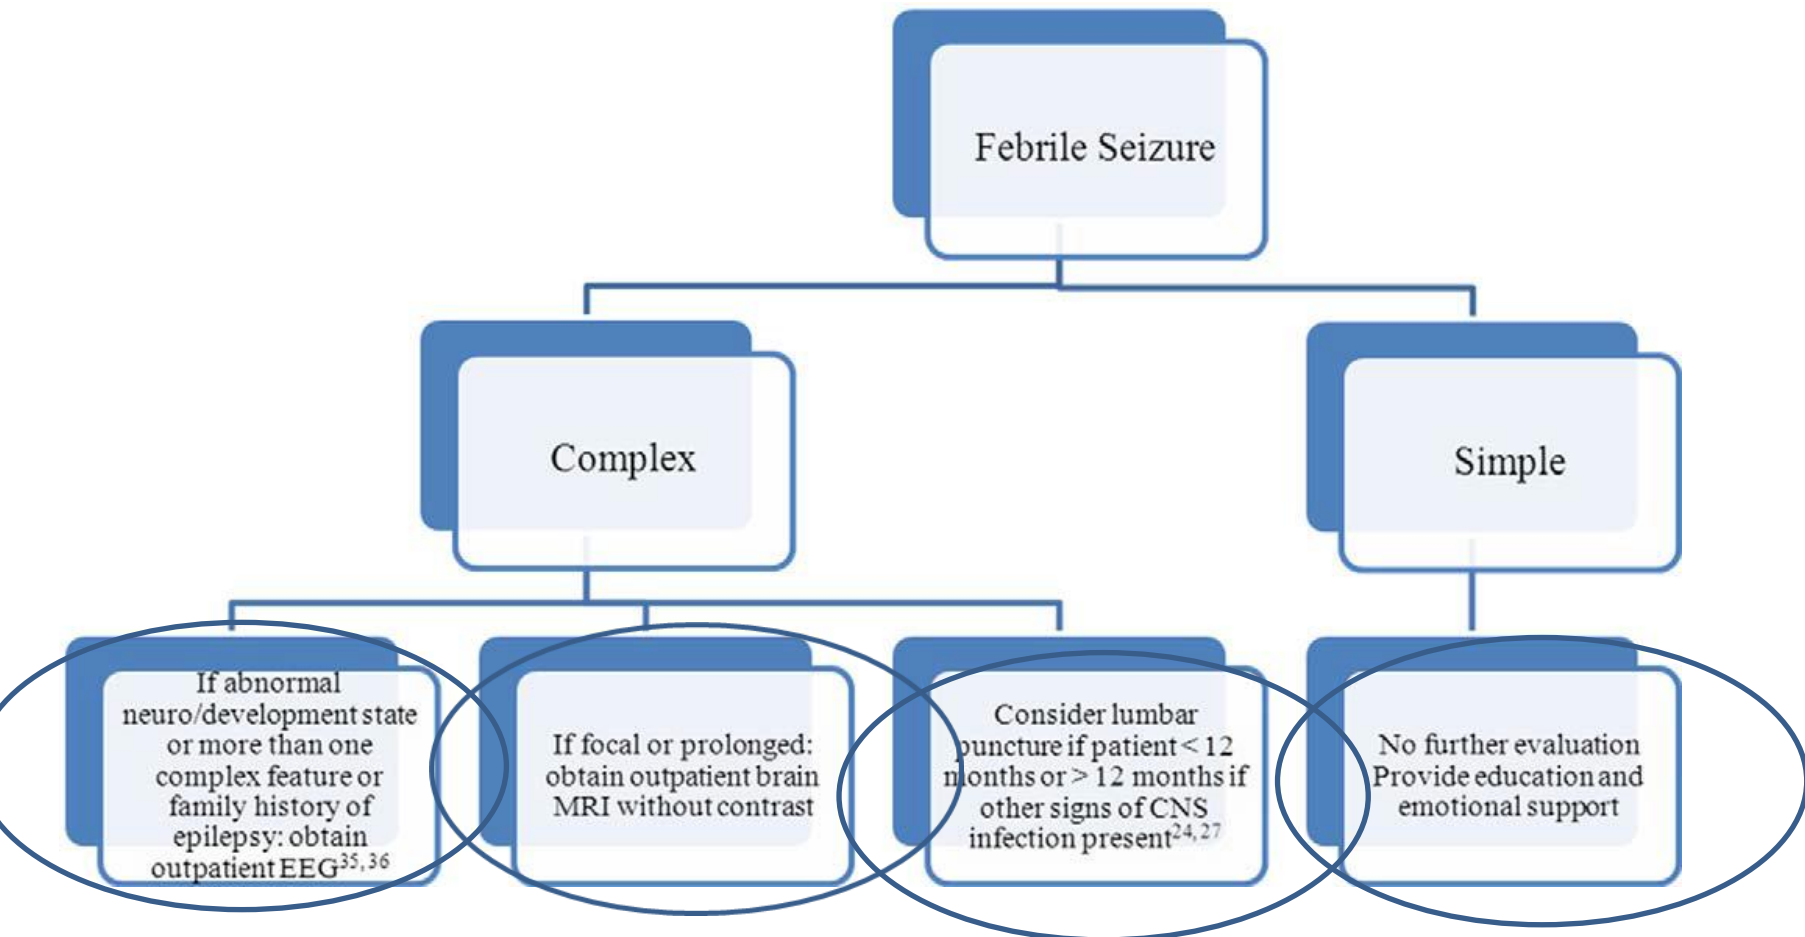 Febrile Seizure
Complex
Simple
If abnormal
neuro/development state
or more than one
complex feature or
family history of
epilepsy: obtain
outpatient EEG35, 36
If focal or prolonged:
obtain outpatient brain
MRI without contrast
Consider lumbar
puncture if patient < 12
months or > 12 months if
other signs of CNS
infection present24, 27
No further evaluation
Provide education and
emotional support